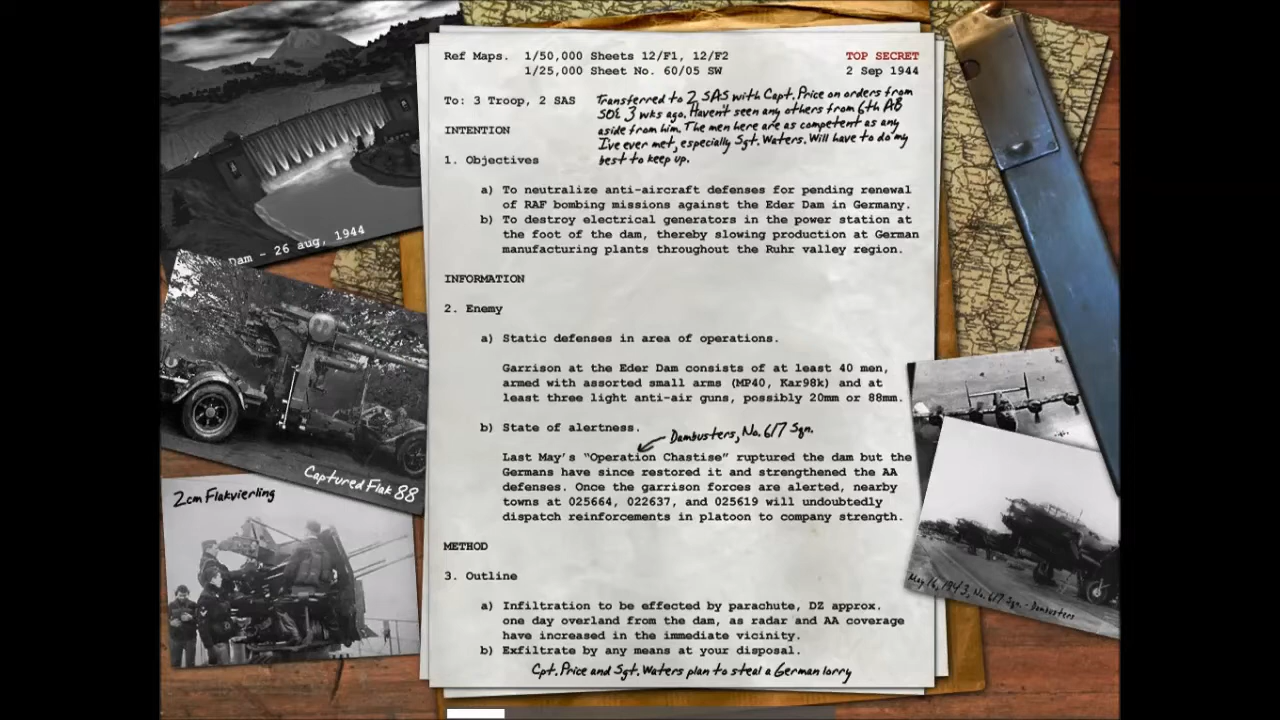 Ref Maps. 1/50,000 Sheets 12/F1, 12/F2
TOP SECRET
1/25,000 Sheet No. 60/05 SW
2 Sep 1944
To: 3 Troop, 2 SAS
Transferred to 2 SAS with Capt. Price on orders from
SOE 3 wks ago. Haven't seen any others from 6th AB
aside from him. The men here are as competent as any
I've ever met, especially Sgt. Waters. Will have to do my
best to keep up.
INTENTION
1. Objectives
a) To neutralize anti-aircraft defenses for pending renewal
of RAF bombing missions against the Eder Dam in Germany.
b) To destroy electrical generators in the power station at
the foot of the dam, thereby slowing production at German
manufacturing plants throughout the Ruhr valley region.
INFORMATION
2. Enemy
a) Static defenses in area of operations.
Garrison at the Eder Dam consists of at least 40 men,
armed with assorted small arms (MP40, Kar98k) and at
least three light anti-air guns, possibly 20mm or 88mm.
b) State of alertness.
Dambusters, No. 617 Sqn.
Last May's "Operation Chastise" ruptured the dam but the
Germans have since restored it and strengthened the AA
defenses. Once the garrison forces are alerted, nearby
towns at 025664, 022637, and 025619 will undoubtedly
dispatch reinforcements in platoon to company strength.
METHOD
3. Outline
a) Infiltration to be effected by parachute, DZ approx.
one day overland from the dam, as radar and AA coverage
have increased in the immediate vicinity.
b) Exfiltrate by any means at your disposal.
Cpt. Price and Sgt. Waters plan to steal a German lorry
Dam - 26 aug, 1944
Captured Flak 88
2cm Flakvierling
May 16, 1943, No. 617 Sqn. - Dambusters